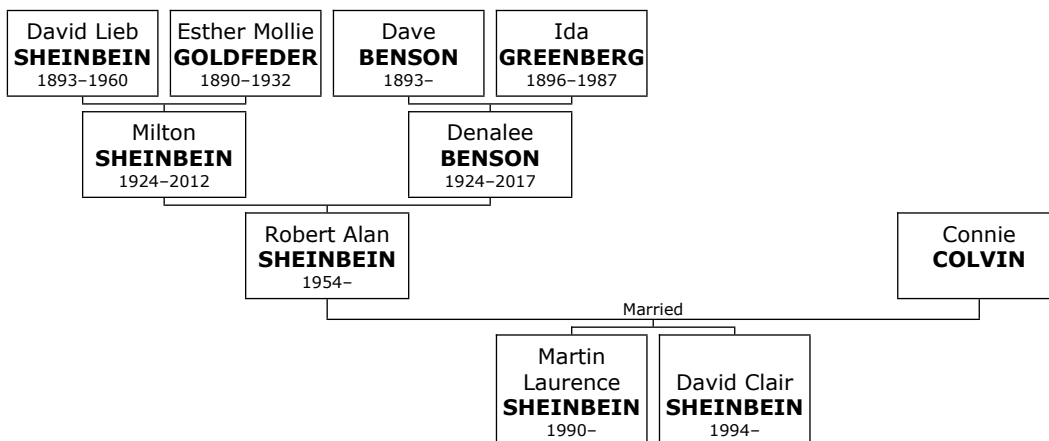 David Lieb
SHEINBEIN
1893–1960
Esther Mollie
GOLDFEDER
1890–1932
Dave
BENSON
1893–
Ida
GREENBERG
1896–1987
Milton
SHEINBEIN
1924–2012
Denalee
BENSON
1924–2017
Robert Alan
SHEINBEIN
1954–
Connie
COLVIN
Married
Martin
Laurence
SHEINBEIN
1990–
David Clair
SHEINBEIN
1994–